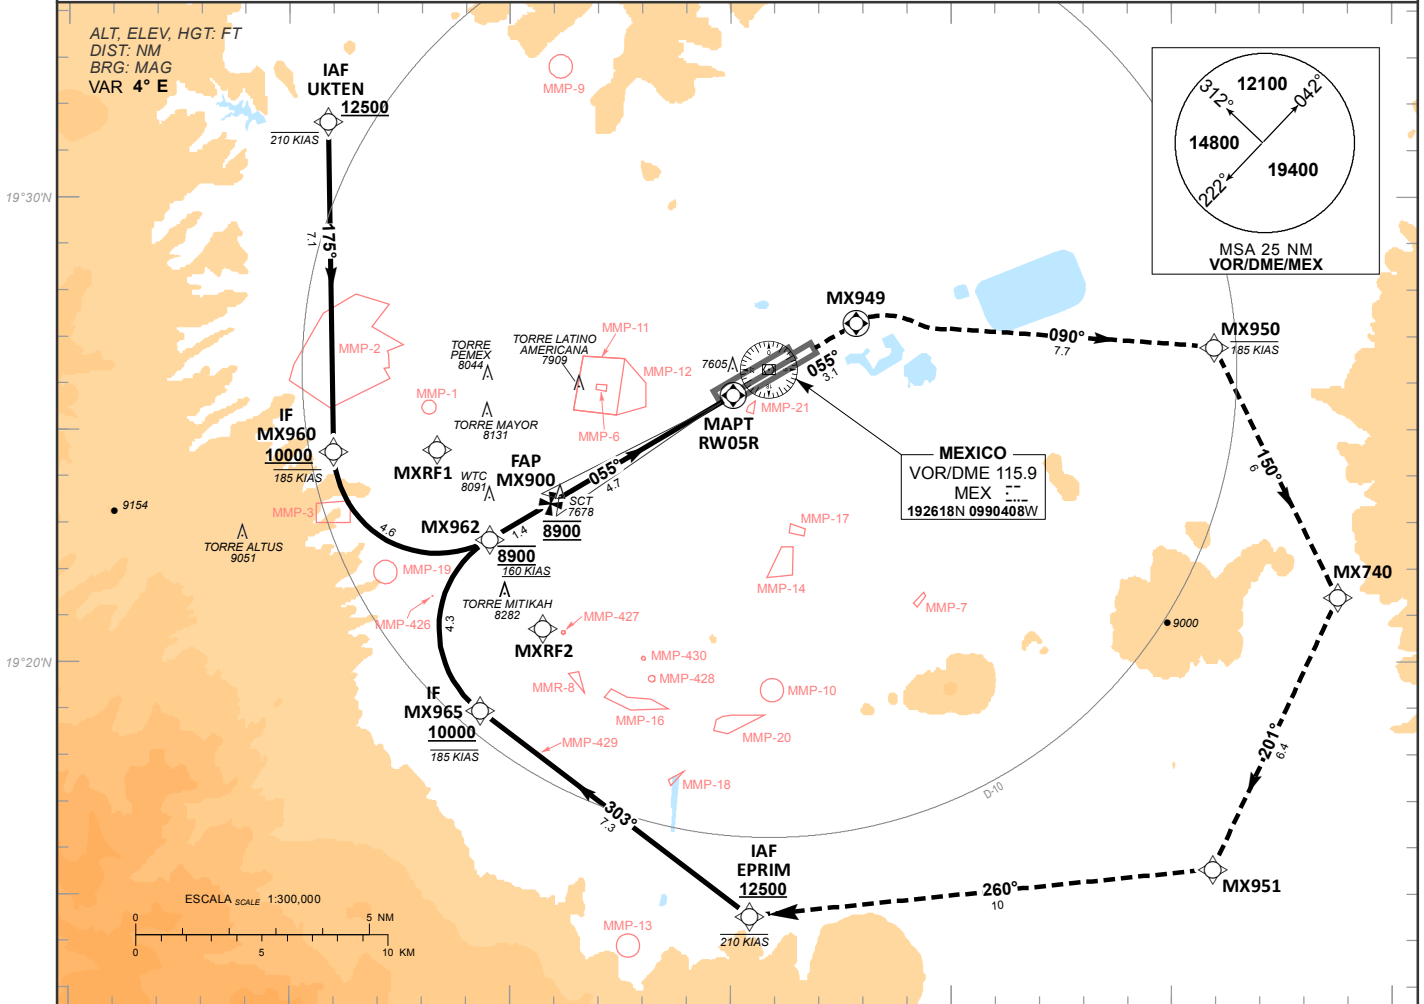 ALT, ELEV, HGT: FT
DIST: NM
BRG: MAG
VAR 4° E
IAF
UKTEN
12500
210 KIAS
MMP-9
312°
12100
042°
14800
19400
222°
MSA 25 NM
VOR/DME/MEX
19°30'N
175°
7.1
MMP-2
MX949
090°
7.7
MX950
185 KIAS
TORRE
PEMEX
8044
TORRE LATINO
AMERICANA
7909
MMP-11
MMP-12
7605
055°
3.1
MMP-1
TORRE MAYOR
8131
MMP-6
MMP-21
MAPT
RW05R
IF
MX960
10000
185 KIAS
MXRF1
FAP
MX900
055°
4.7
WTC
8091
SCT
7678
8900
MEXICO
VOR/DME 115.9
MEX
192618N 0990408W
150°
6
9154
MMP-3
TORRE ALTUS
9051
4.6
MX962
1.4
8900
160 KIAS
MMP-17
MMP-14
MMP-19
MMP-426
TORRE MITIKAH
8282
MMP-427
MMP-7
MX740
9000
4.3
MXRF2
19°20'N
MMP-430
MMP-428
MMR-8
MMP-10
MMP-16
MMP-20
IF
MX965
10000
185 KIAS
MMP-429
MMP-18
D-10
201°
6.4
303°
7.3
IAF
EPRIM
12500
210 KIAS
260°
10
MX951
MMP-13
ESCALA SCALE 1:300,000
0 5 NM
0 5 10 KM